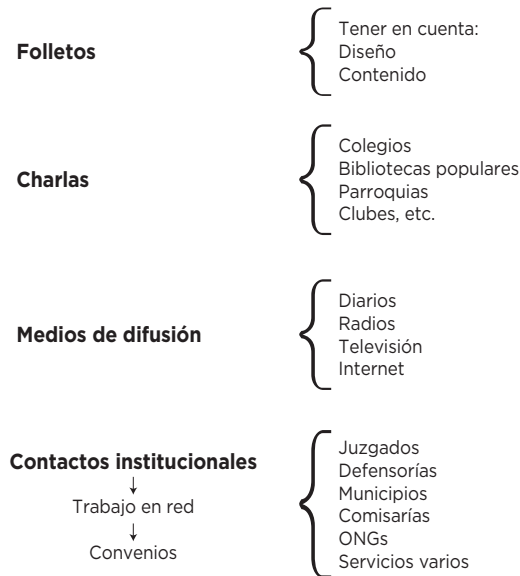 Folletos
Tener en cuenta:
Diseño
Contenido
Charlas
Colegios
Bibliotecas populares
Parroquias
Clubes, etc.
Medios de difusión
Diarios
Radios
Televisión
Internet
Contactos institucionales
↓
Trabajo en red
↓
Convenios
Juzgados
Defensorías
Municipios
Comisarías
ONGs
Servicios varios